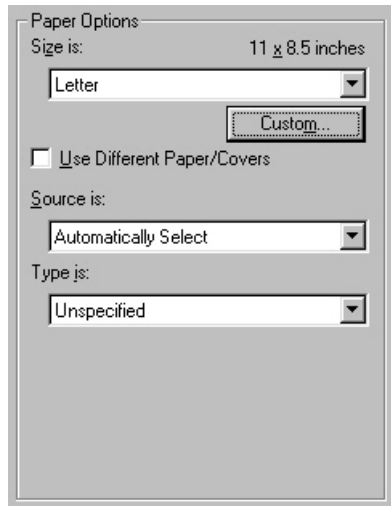 Paper Options
Size is: 11 x 8.5 inches
Letter
Custom...
Use Different Paper/Covers
Source is:
Automatically Select
Type is:
Unspecified